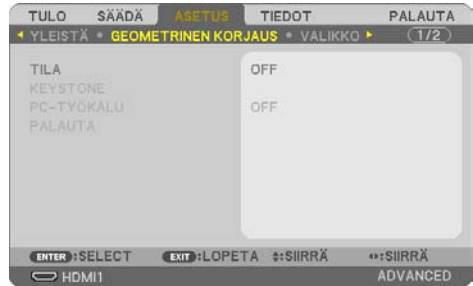 TULO SÄÄDÄ ASETUS TIEDOT PALAUTA
YLEISTÄ • GEOMETRINEN KORJAUS • VALIKKO (1/2)
TILA OFF
KEYSTONE
PC-TYÖKALU OFF
PALAUTA
ENTER :SELECT EXIT :LOPETA :SIIRRÄ :SIIRRÄ
HDMI1 ADVANCED